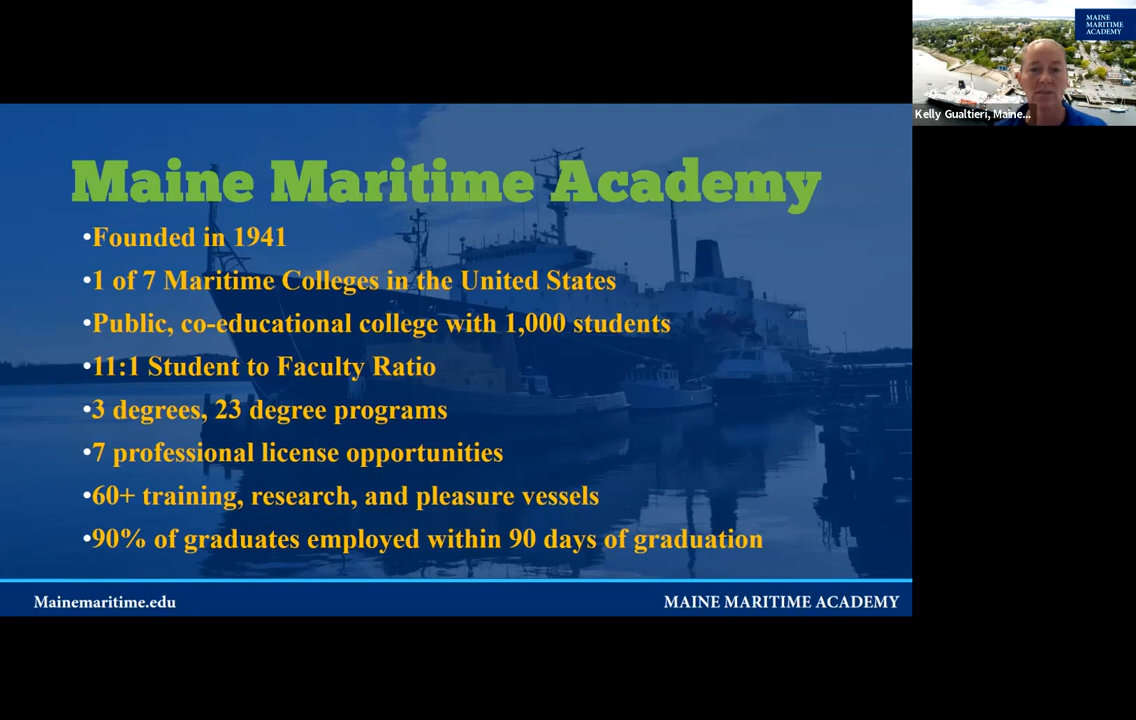 MAINE
MARITIME
ACADEMY
Kelly Gualtieri, Maine...
Maine Maritime Academy
•Founded in 1941
•1 of 7 Maritime Colleges in the United States
•Public, co-educational college with 1,000 students
•11:1 Student to Faculty Ratio
•3 degrees, 23 degree programs
•7 professional license opportunities
•60+ training, research, and pleasure vessels
•90% of graduates employed within 90 days of graduation
Mainemaritime.edu
MAINE MARITIME ACADEMY